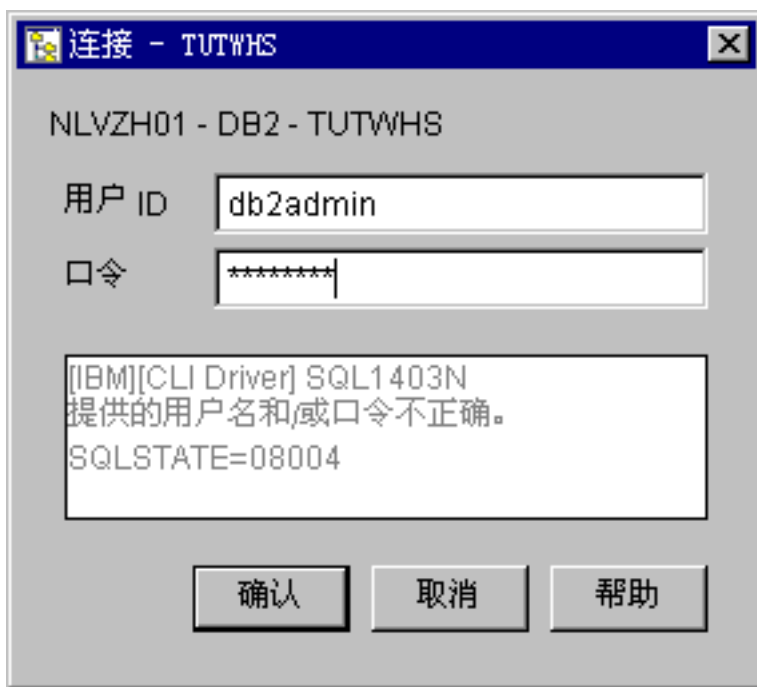 连接 - TUTWHS
NLVZH01 - DB2 - TUTWHS
用户 ID
db2admin
口令
********
[IBM][CLI Driver] SQL1403N
提供的用户名和/或口令不正确。
SQLSTATE=08004
确认
取消
帮助